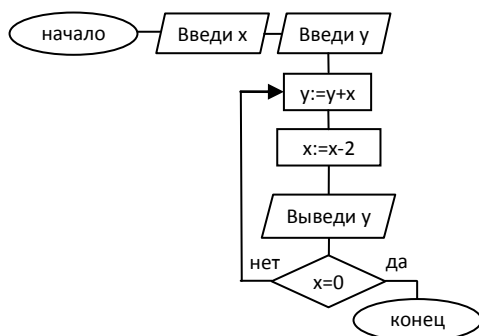 начало
Введи х
Введи у
у:=у+х
х:=х-2
Выведи у
нет
да
х=0
конец